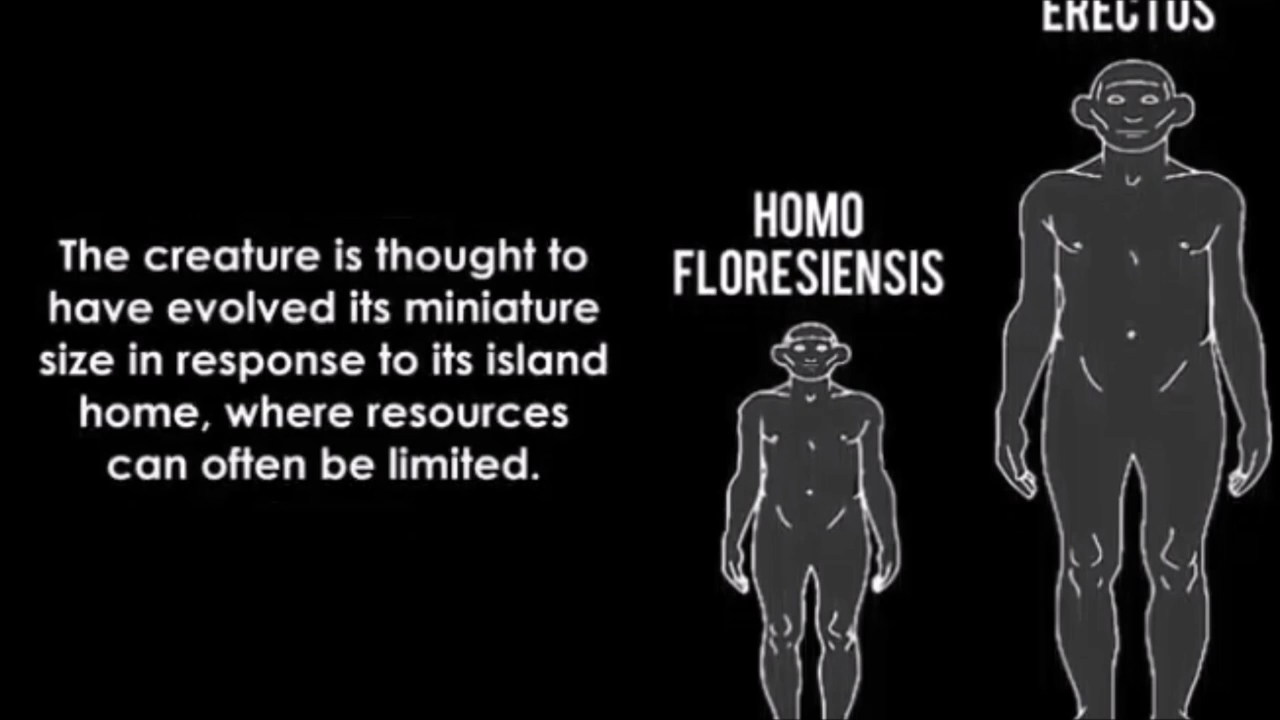 The creature is thought to
have evolved its miniature
size in response to its island
home, where resources
can often be limited.
HOMO
FLORESIENSIS
ERECTUS